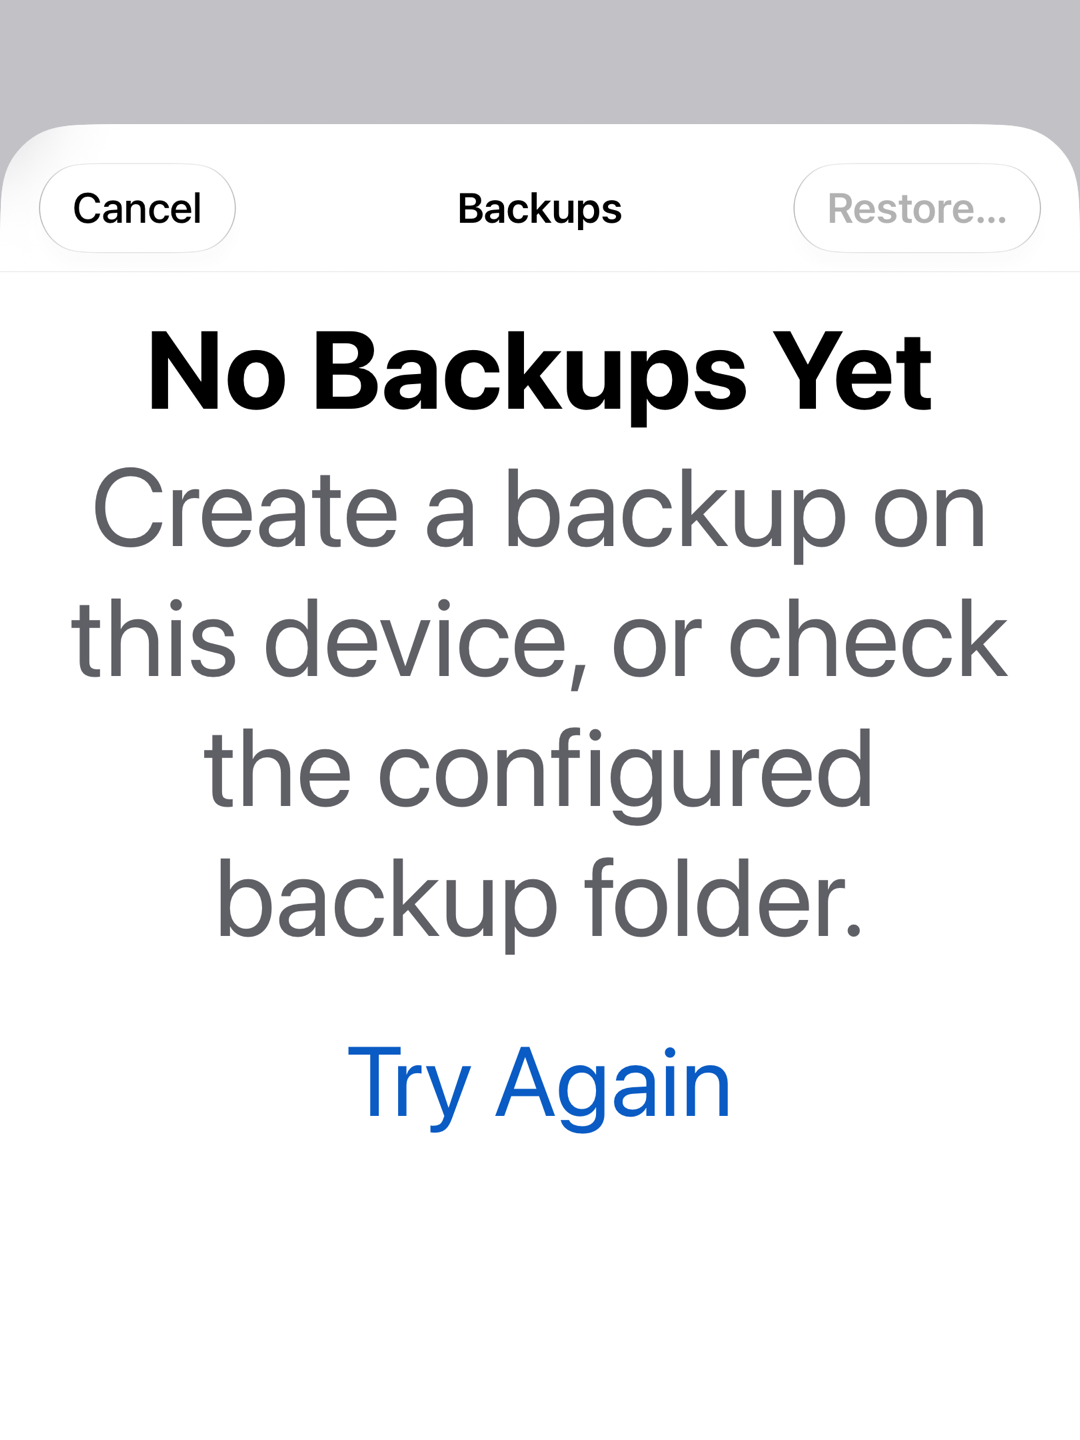 Cancel
Backups
Restore...
No Backups Yet
Create a backup on
this device, or check
the configured
backup folder.
Try Again